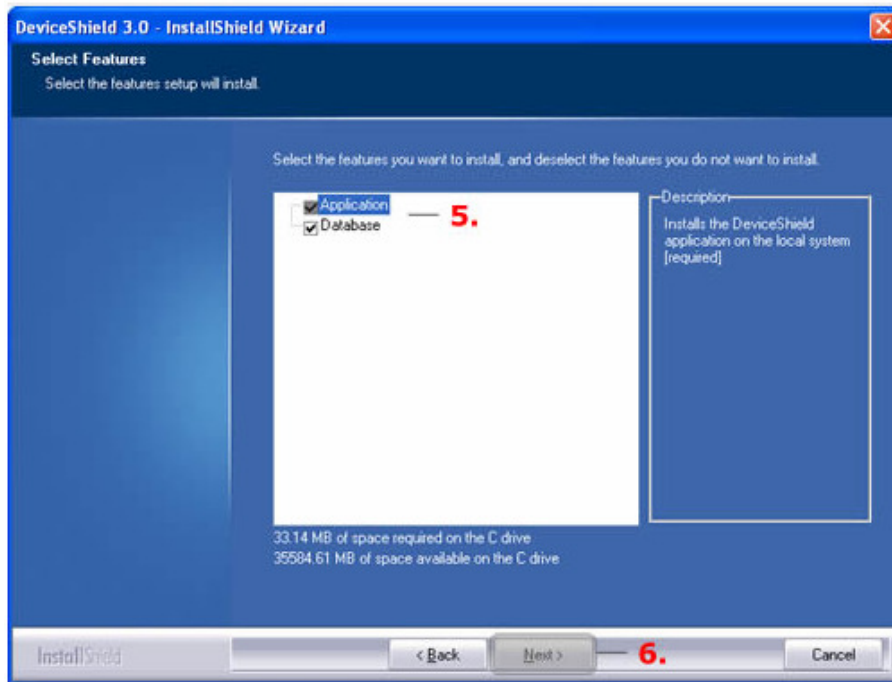 DeviceShield 3.0 - InstallShield Wizard
Select Features
Select the features setup will install.
Select the features you want to install, and deselect the features you do not want to install.
Application
5.
Database
Description
Installs the DeviceShield
application on the local system
[required]
33.14 MB of space required on the C drive
35584.61 MB of space available on the C drive
InstallShield
< Back
Next >
6.
Cancel